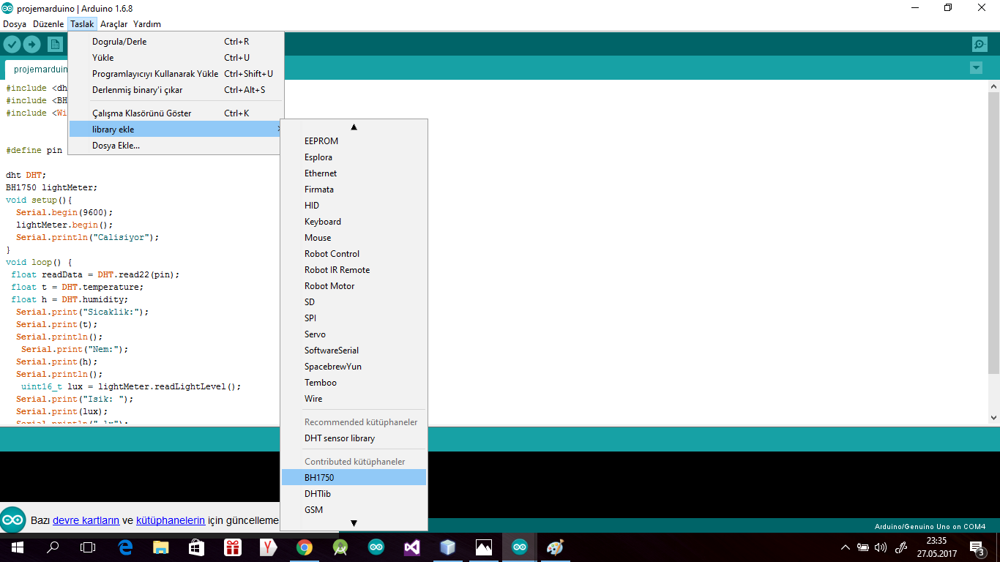 projemarduino | Arduino 1.6.8
Dosya Düzenle Taslak Araçlar Yardım
Dogrula/Derle Ctrl+R
Yükle Ctrl+U
Programlayıcıyı Kullanarak Yükle Ctrl+Shift+U
Derlenmiş binary'i çıkar Ctrl+Alt+S
Çalışma Klasörünü Göster Ctrl+K
library ekle
Dosya Ekle...
EEPROM
Esplora
Ethernet
Firmata
HID
Keyboard
Mouse
Robot Control
Robot IR Remote
Robot Motor
SD
SPI
Servo
SoftwareSerial
SpacebrewYun
Temboo
Wire
Recommended kütüphaneler
DHT sensor library
Contributed kütüphaneler
BH1750
DHTlib
GSM
projemarduin
#include <dh
#include <BH
#include <Wi
#define pin
dht DHT;
BH1750 lightMeter;
void setup(){
Serial.begin(9600);
lightMeter.begin();
Serial.println("Calisiyor");
}
void loop() {
float readData = DHT.read22(pin);
float t = DHT.temperature;
float h = DHT.humidity;
Serial.print("Sicaklik:");
Serial.print(t);
Serial.println();
Serial.print("Nem:");
Serial.print(h);
Serial.println();
uint16_t lux = lightMeter.readLightLevel();
Serial.print("Isik: ");
Serial.print(lux);
Serial.println(" lx");
Bazı devre kartların ve kütüphanelerin için güncelleme
Arduino/Genuino Uno on COM4
23:35
27.05.2017
3